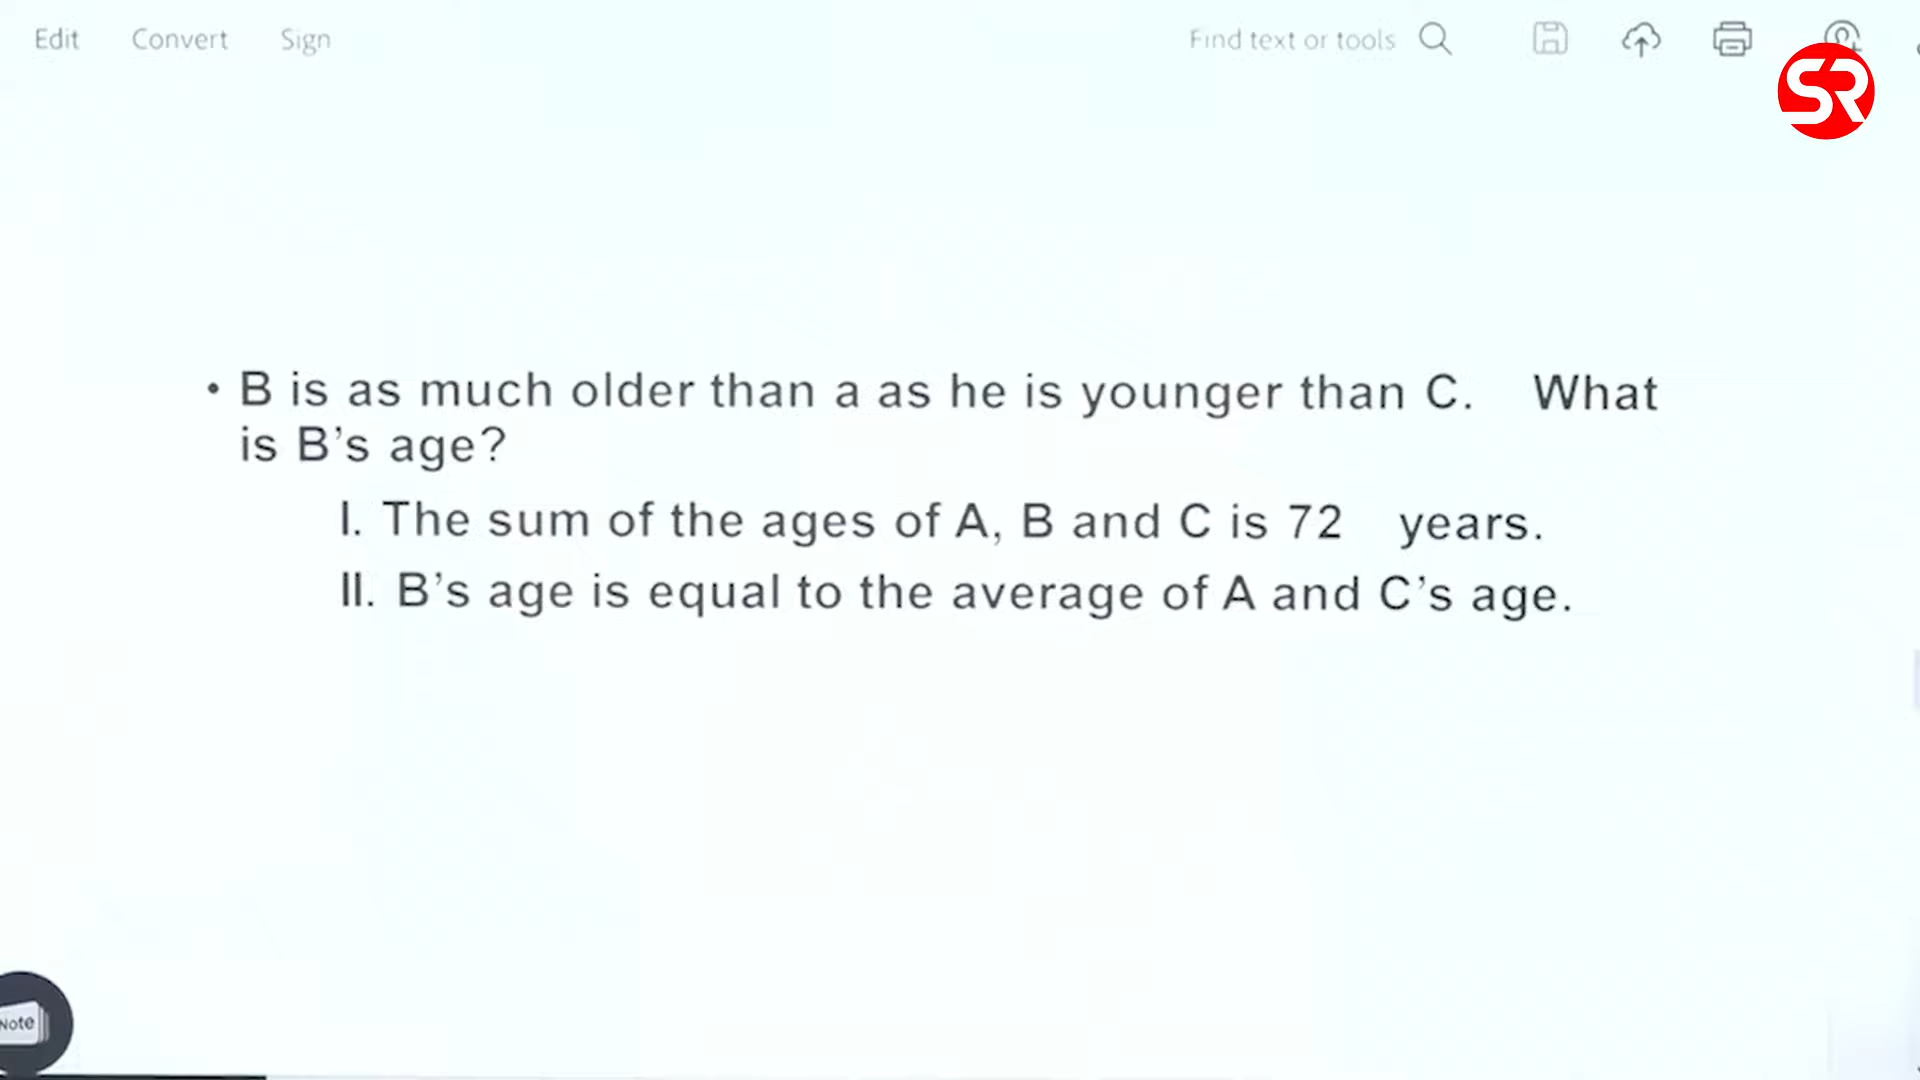 Edit Convert Sign Find text or tools
SR
• B is as much older than a as he is younger than C. What
is B’s age?
I. The sum of the ages of A, B and C is 72 years.
II. B’s age is equal to the average of A and C’s age.
Note